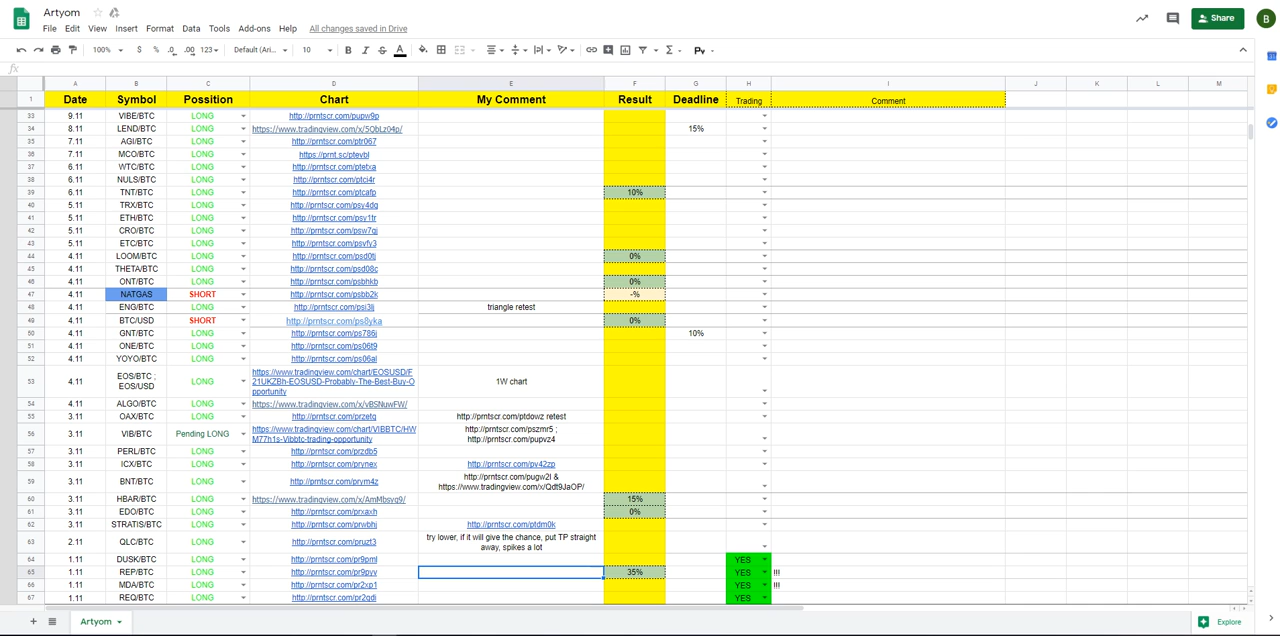 Artyom
File Edit View Insert Format Data Tools Add-ons Help All changes saved in Drive
Share
B
100% $ % .0 .00 123 Default (Ari... 10 B I S A
fx
A B C D E F G H I J K L M
1 Date Symbol Possition Chart My Comment Result Deadline Trading Comment
33 9.11 VIBE/BTC LONG http://prntscr.com/pupw9p
34 8.11 LEND/BTC LONG https://www.tradingview.com/x/5QbLz04p/ 15%
35 7.11 AGI/BTC LONG http://prntscr.com/ptr067
36 7.11 MCO/BTC LONG https://prnt.sc/ptevbl
37 6.11 WTC/BTC LONG http://prntscr.com/ptetxa
38 6.11 NULS/BTC LONG http://prntscr.com/ptci4r
39 6.11 TNT/BTC LONG http://prntscr.com/ptcafp 10%
40 5.11 TRX/BTC LONG http://prntscr.com/psy4dq
41 5.11 ETH/BTC LONG http://prntscr.com/psy1tr
42 5.11 CRO/BTC LONG http://prntscr.com/psw7qj
43 5.11 ETC/BTC LONG http://prntscr.com/psvfy3
44 4.11 LOOM/BTC LONG http://prntscr.com/psd0tj 0%
45 4.11 THETA/BTC LONG http://prntscr.com/psd08c
46 4.11 ONT/BTC LONG http://prntscr.com/psbhkb 0%
47 4.11 NATGAS SHORT http://prntscr.com/psbb2k -%
48 4.11 ENG/BTC LONG http://prntscr.com/psi3lj triangle retest
49 4.11 BTC/USD SHORT http://prntscr.com/ps8yka 0%
50 4.11 GNT/BTC LONG http://prntscr.com/ps786j 10%
51 4.11 ONE/BTC LONG http://prntscr.com/ps06t9
52 4.11 YOYO/BTC LONG http://prntscr.com/ps06al
53 4.11 EOS/BTC ; EOS/USD LONG https://www.tradingview.com/chart/EOSUSD/F21UKZBh-EOSUSD-Probably-The-Best-Buy-Opportunity 1W chart
54 4.11 ALGO/BTC LONG https://www.tradingview.com/x/vBSNuwFW/
55 3.11 OAX/BTC LONG http://prntscr.com/przetg http://prntscr.com/ptdowz retest
56 3.11 VIB/BTC Pending LONG https://www.tradingview.com/chart/VIBBTC/HWM77h1s-Vibbtc-trading-opportunity http://prntscr.com/pszmr5 ; http://prntscr.com/pupvz4
57 3.11 PERL/BTC LONG http://prntscr.com/przdb5
58 3.11 ICX/BTC LONG http://prntscr.com/prynex http://prntscr.com/pv42zp
59 3.11 BNT/BTC LONG http://prntscr.com/prym4z http://prntscr.com/pugw2l & https://www.tradingview.com/x/Qdt9JaOP/
60 3.11 HBAR/BTC LONG https://www.tradingview.com/x/AmMbsvq9/ 15%
61 3.11 EDO/BTC LONG http://prntscr.com/prxaxh 0%
62 3.11 STRATIS/BTC LONG http://prntscr.com/prwbhj http://prntscr.com/ptdm0k
63 2.11 QLC/BTC LONG http://prntscr.com/pruzt3 try lower, if it will give the chance, put TP straight away, spikes a lot
64 1.11 DUSK/BTC LONG http://prntscr.com/pr9pml YES
65 1.11 REP/BTC LONG http://prntscr.com/pr9pyv 35% YES !!!
66 1.11 MDA/BTC LONG http://prntscr.com/pr2xp1 YES !!!
67 1.11 REQ/BTC LONG http://prntscr.com/pr2gdi YES
Artyom
Explore